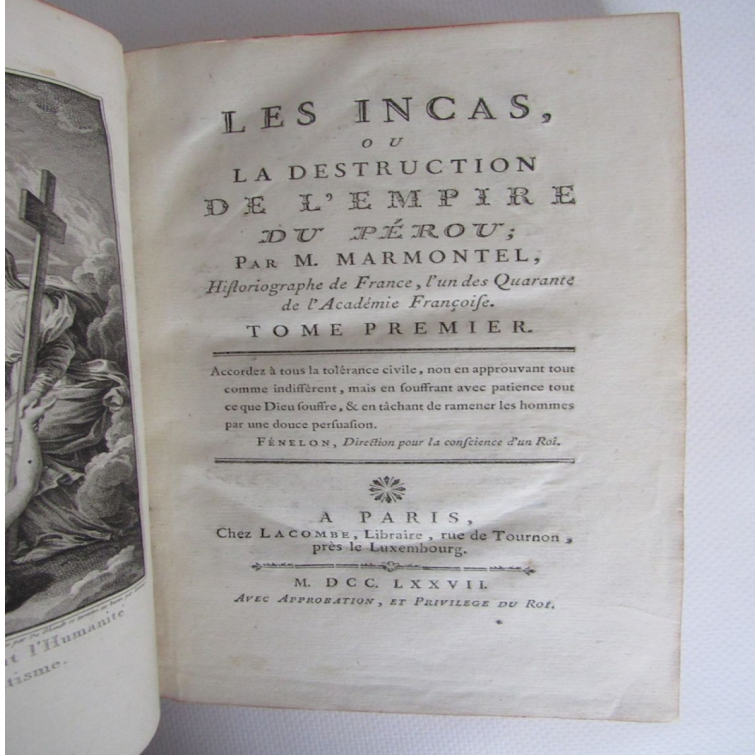 LES INCAS,
OU
LA DESTRUCTION
DE L'EMPIRE
DU PÉROU;
PAR M. MARMONTEL,
Hiſtoriographe de France, l'un des Quarante
de l'Académie Françoiſe.
TOME PREMIER.
Accordez à tous la tolérance civile, non en approuvant tout
comme indifférent, mais en ſouffrant avec patience tout
ce que Dieu ſouffre, & en tâchant de ramener les hommes
par une douce perſuaſion.
FÉNELON, Direction pour la conſcience d'un Roi.
A PARIS,
Chez LACOMBE, Libraire, rue de Tournon,
près le Luxembourg.
M. DCC. LXXVII.
AVEC APPROBATION, ET PRIVILEGE DU ROI.
l'Humanité
tisme.